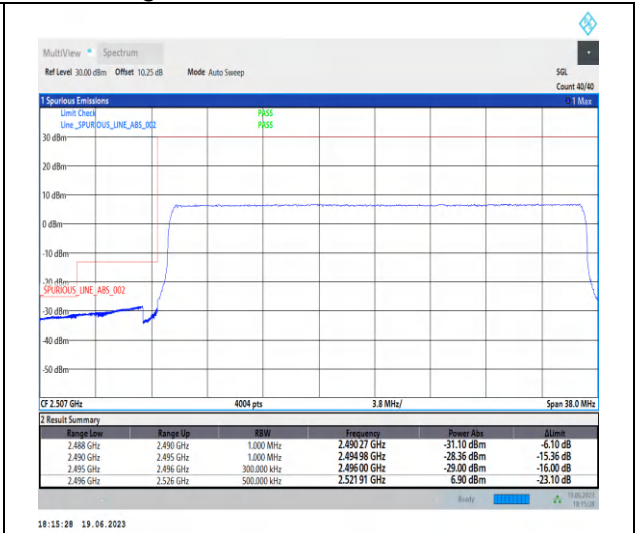 MultiView Spectrum
Ref Level 30.00 dBm Offset 10.25 dB Mode Auto Sweep SGL
Count 40/40
1 Spurious Emissions 1 Max
Limit Check PASS
Line _SPURIOUS_LINE_ABS_002 PASS
30 dBm
20 dBm
10 dBm
0 dBm
-10 dBm
-20 dBm
SPURIOUS_LINE_ABS_002
-30 dBm
-40 dBm
-50 dBm
CF 2.507 GHz 4004 pts 3.8 MHz/ Span 38.0 MHz
2 Result Summary
Range Low Range Up RBW Frequency Power Abs ΔLimit
2.488 GHz 2.490 GHz 1.000 MHz 2.490 27 GHz -31.10 dBm -6.10 dB
2.490 GHz 2.495 GHz 1.000 MHz 2.494 98 GHz -28.36 dBm -15.36 dB
2.495 GHz 2.496 GHz 300.000 kHz 2.496 00 GHz -29.00 dBm -16.00 dB
2.496 GHz 2.526 GHz 500.000 kHz 2.521 91 GHz 6.90 dBm -23.10 dB
Ready 19.06.2023
18:15:28
18:15:28 19.06.2023